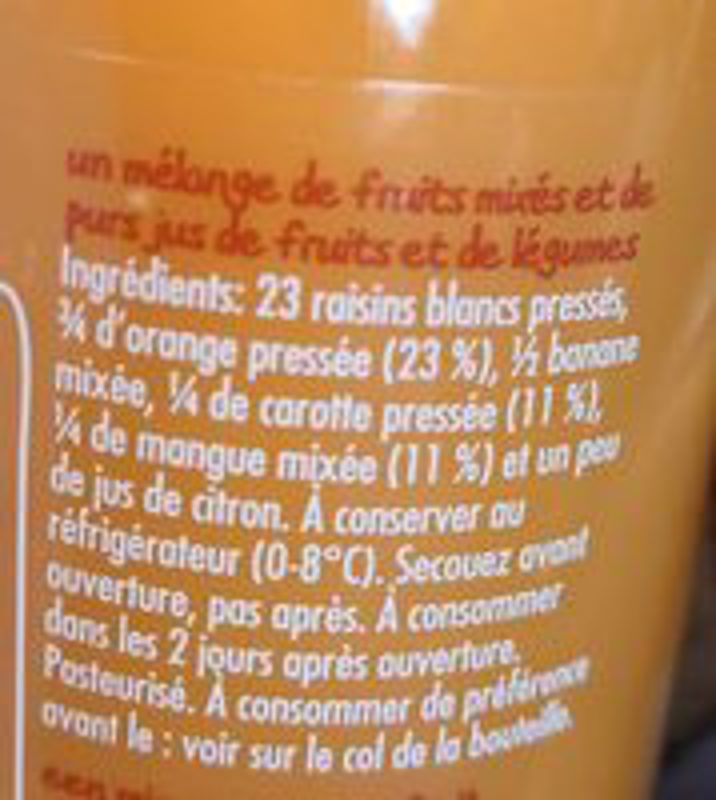 un mélange de fruits mixés et de
purs jus de fruits et de légumes
Ingrédients: 23 raisins blancs pressés,
¾ d'orange pressée (23 %), ½ banane
mixée, ¼ de carotte pressée (11 %),
¼ de mangue mixée (11 %) et un peu
de jus de citron. À conserver au
réfrigérateur (0-8°C). Secouez avant
ouverture, pas après. À consommer
dans les 2 jours après ouverture.
Pasteurisé. À consommer de préférence
avant le : voir sur le col de la bouteille.